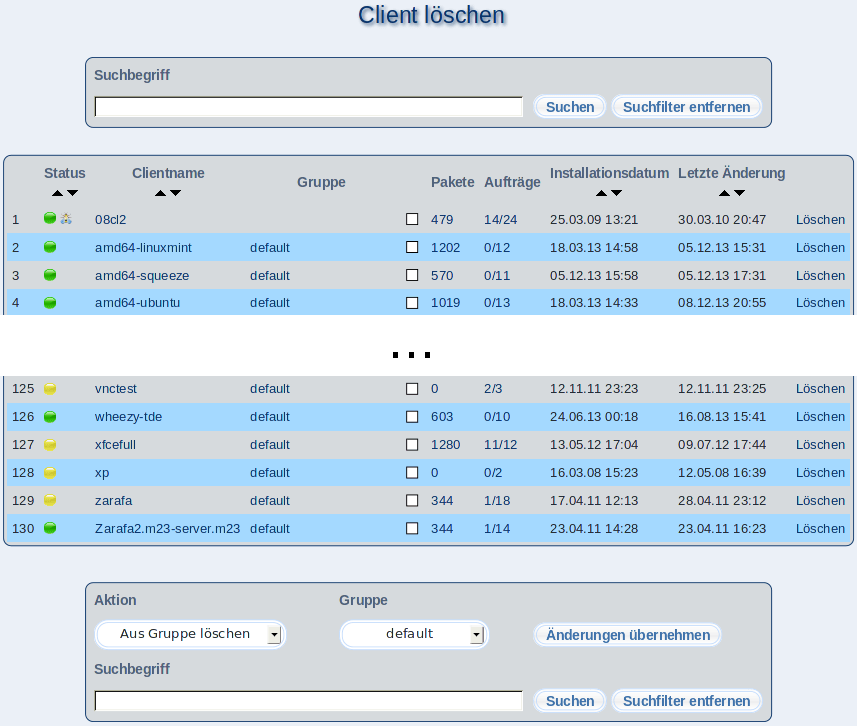 Client löschen
Suchbegriff
Suchen Suchfilter entfernen
Status Clientname Gruppe Pakete Aufträge Installationsdatum Letzte Änderung
1 08cl2 479 14/24 25.03.09 13:21 30.03.10 20:47 Löschen
2 amd64-linuxmint default 1202 0/12 18.03.13 14:58 05.12.13 15:31 Löschen
3 amd64-squeeze default 570 0/11 05.12.13 15:58 05.12.13 17:31 Löschen
4 amd64-ubuntu default 1019 0/13 18.03.13 14:33 08.12.13 20:55 Löschen
...
125 vnctest default 0 2/3 12.11.11 23:23 12.11.11 23:25 Löschen
126 wheezy-tde default 603 0/10 24.06.13 00:18 16.08.13 15:41 Löschen
127 xfcefull default 1280 11/12 13.05.12 17:04 09.07.12 17:44 Löschen
128 xp default 0 0/2 16.03.08 15:23 12.05.08 16:39 Löschen
129 zarafa default 344 1/18 17.04.11 12:13 28.04.11 23:12 Löschen
130 Zarafa2.m23-server.m23 default 344 1/14 23.04.11 14:28 23.04.11 16:23 Löschen
Aktion Gruppe
Aus Gruppe löschen default Änderungen übernehmen
Suchbegriff
Suchen Suchfilter entfernen